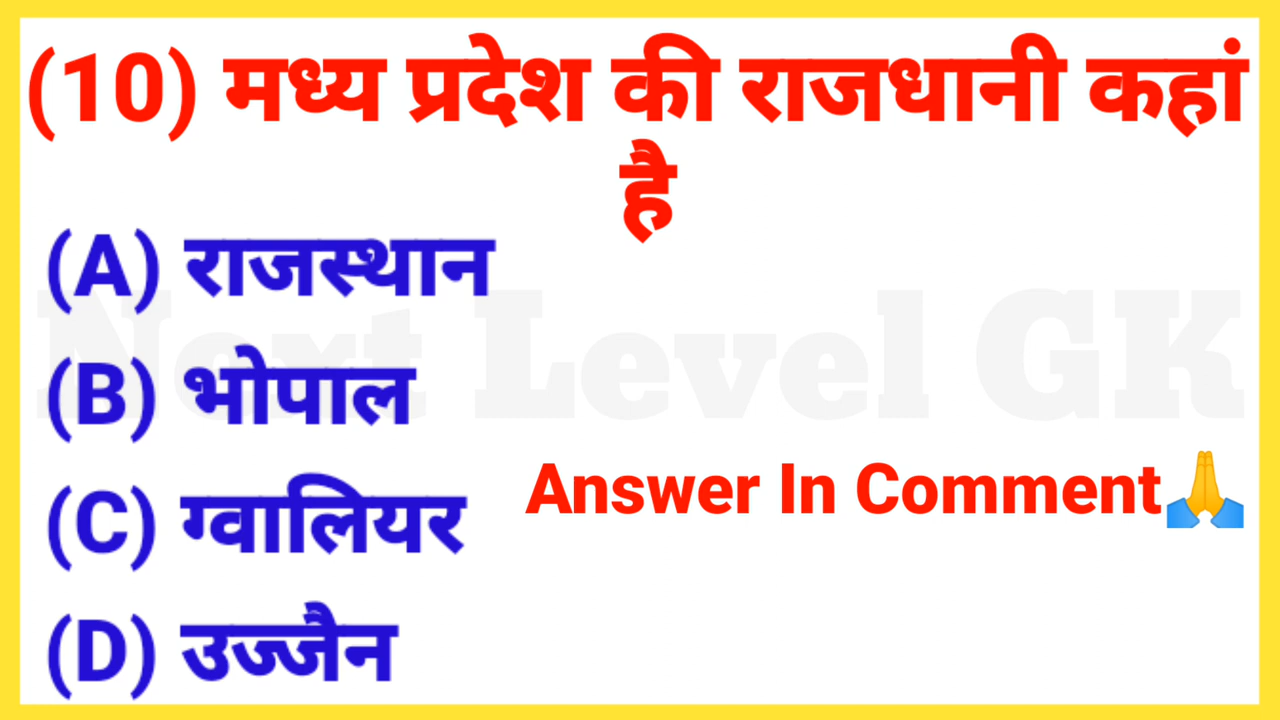 (10) मध्य प्रदेश की राजधानी कहां
है
(A) राजस्थान
Next Level GK
(B) भोपाल
Answer In Comment🙏
(C) ग्वालियर
(D) उज्जैन